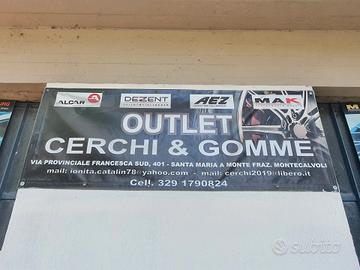 ALCAR DEZENT AEZ MAK
OUTLET
CERCHI & GOMME
VIA PROVINCIALE FRANCESCA SUD, 401 - SANTA MARIA A MONTE FRAZ. MONTECALVOLI
mail: ionita.catalin78@yahoo.com - mail: cerchi2019@libero.it
Cell. 329 1790824
subito